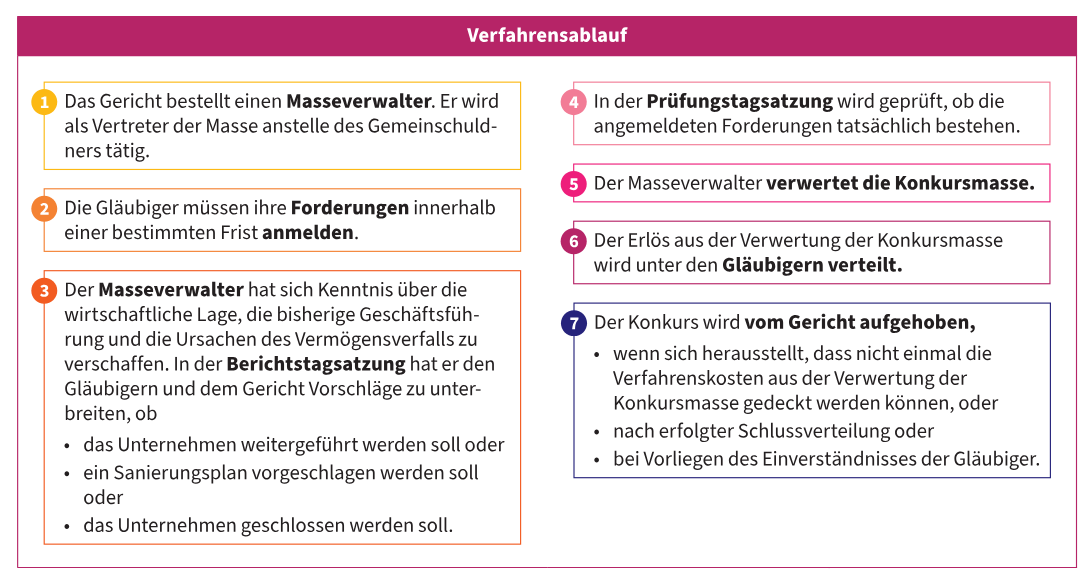 Verfahrensablauf
1 Das Gericht bestellt einen Masseverwalter. Er wird
als Vertreter der Masse anstelle des Gemeinschuld-
ners tätig.
2 Die Gläubiger müssen ihre Forderungen innerhalb
einer bestimmten Frist anmelden.
3 Der Masseverwalter hat sich Kenntnis über die
wirtschaftliche Lage, die bisherige Geschäftsfüh-
rung und die Ursachen des Vermögensverfalls zu
verschaffen. In der Berichtstagsatzung hat er den
Gläubigern und dem Gericht Vorschläge zu unter-
breiten, ob
• das Unternehmen weitergeführt werden soll oder
• ein Sanierungsplan vorgeschlagen werden soll
oder
• das Unternehmen geschlossen werden soll.
4 In der Prüfungstagsatzung wird geprüft, ob die
angemeldeten Forderungen tatsächlich bestehen.
5 Der Masseverwalter verwertet die Konkursmasse.
6 Der Erlös aus der Verwertung der Konkursmasse
wird unter den Gläubigern verteilt.
7 Der Konkurs wird vom Gericht aufgehoben,
• wenn sich herausstellt, dass nicht einmal die
Verfahrenskosten aus der Verwertung der
Konkursmasse gedeckt werden können, oder
• nach erfolgter Schlussverteilung oder
• bei Vorliegen des Einverständnisses der Gläubiger.